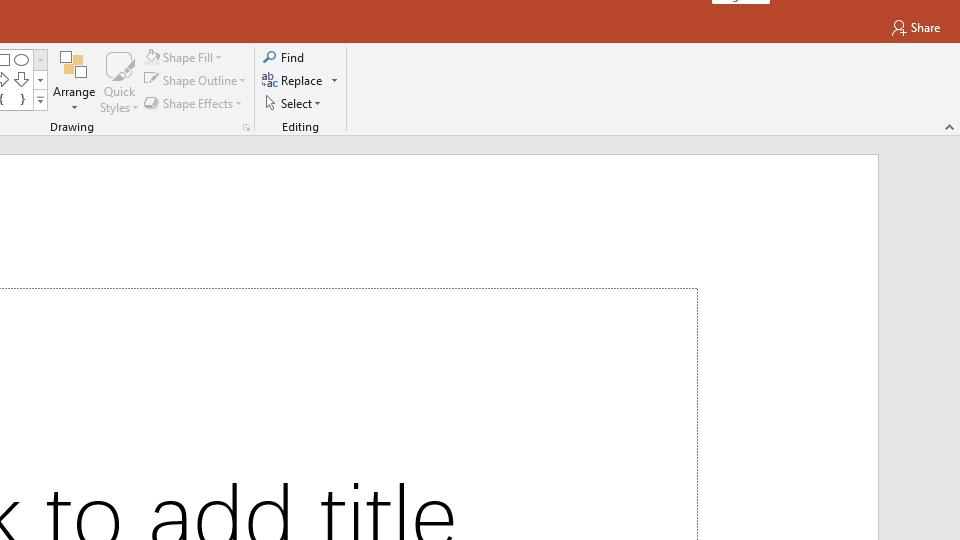 Share
Shape Fill
Find
Shape Outline
Replace
Arrange
Quick
Styles
Shape Effects
Select
Drawing
Editing
to add title